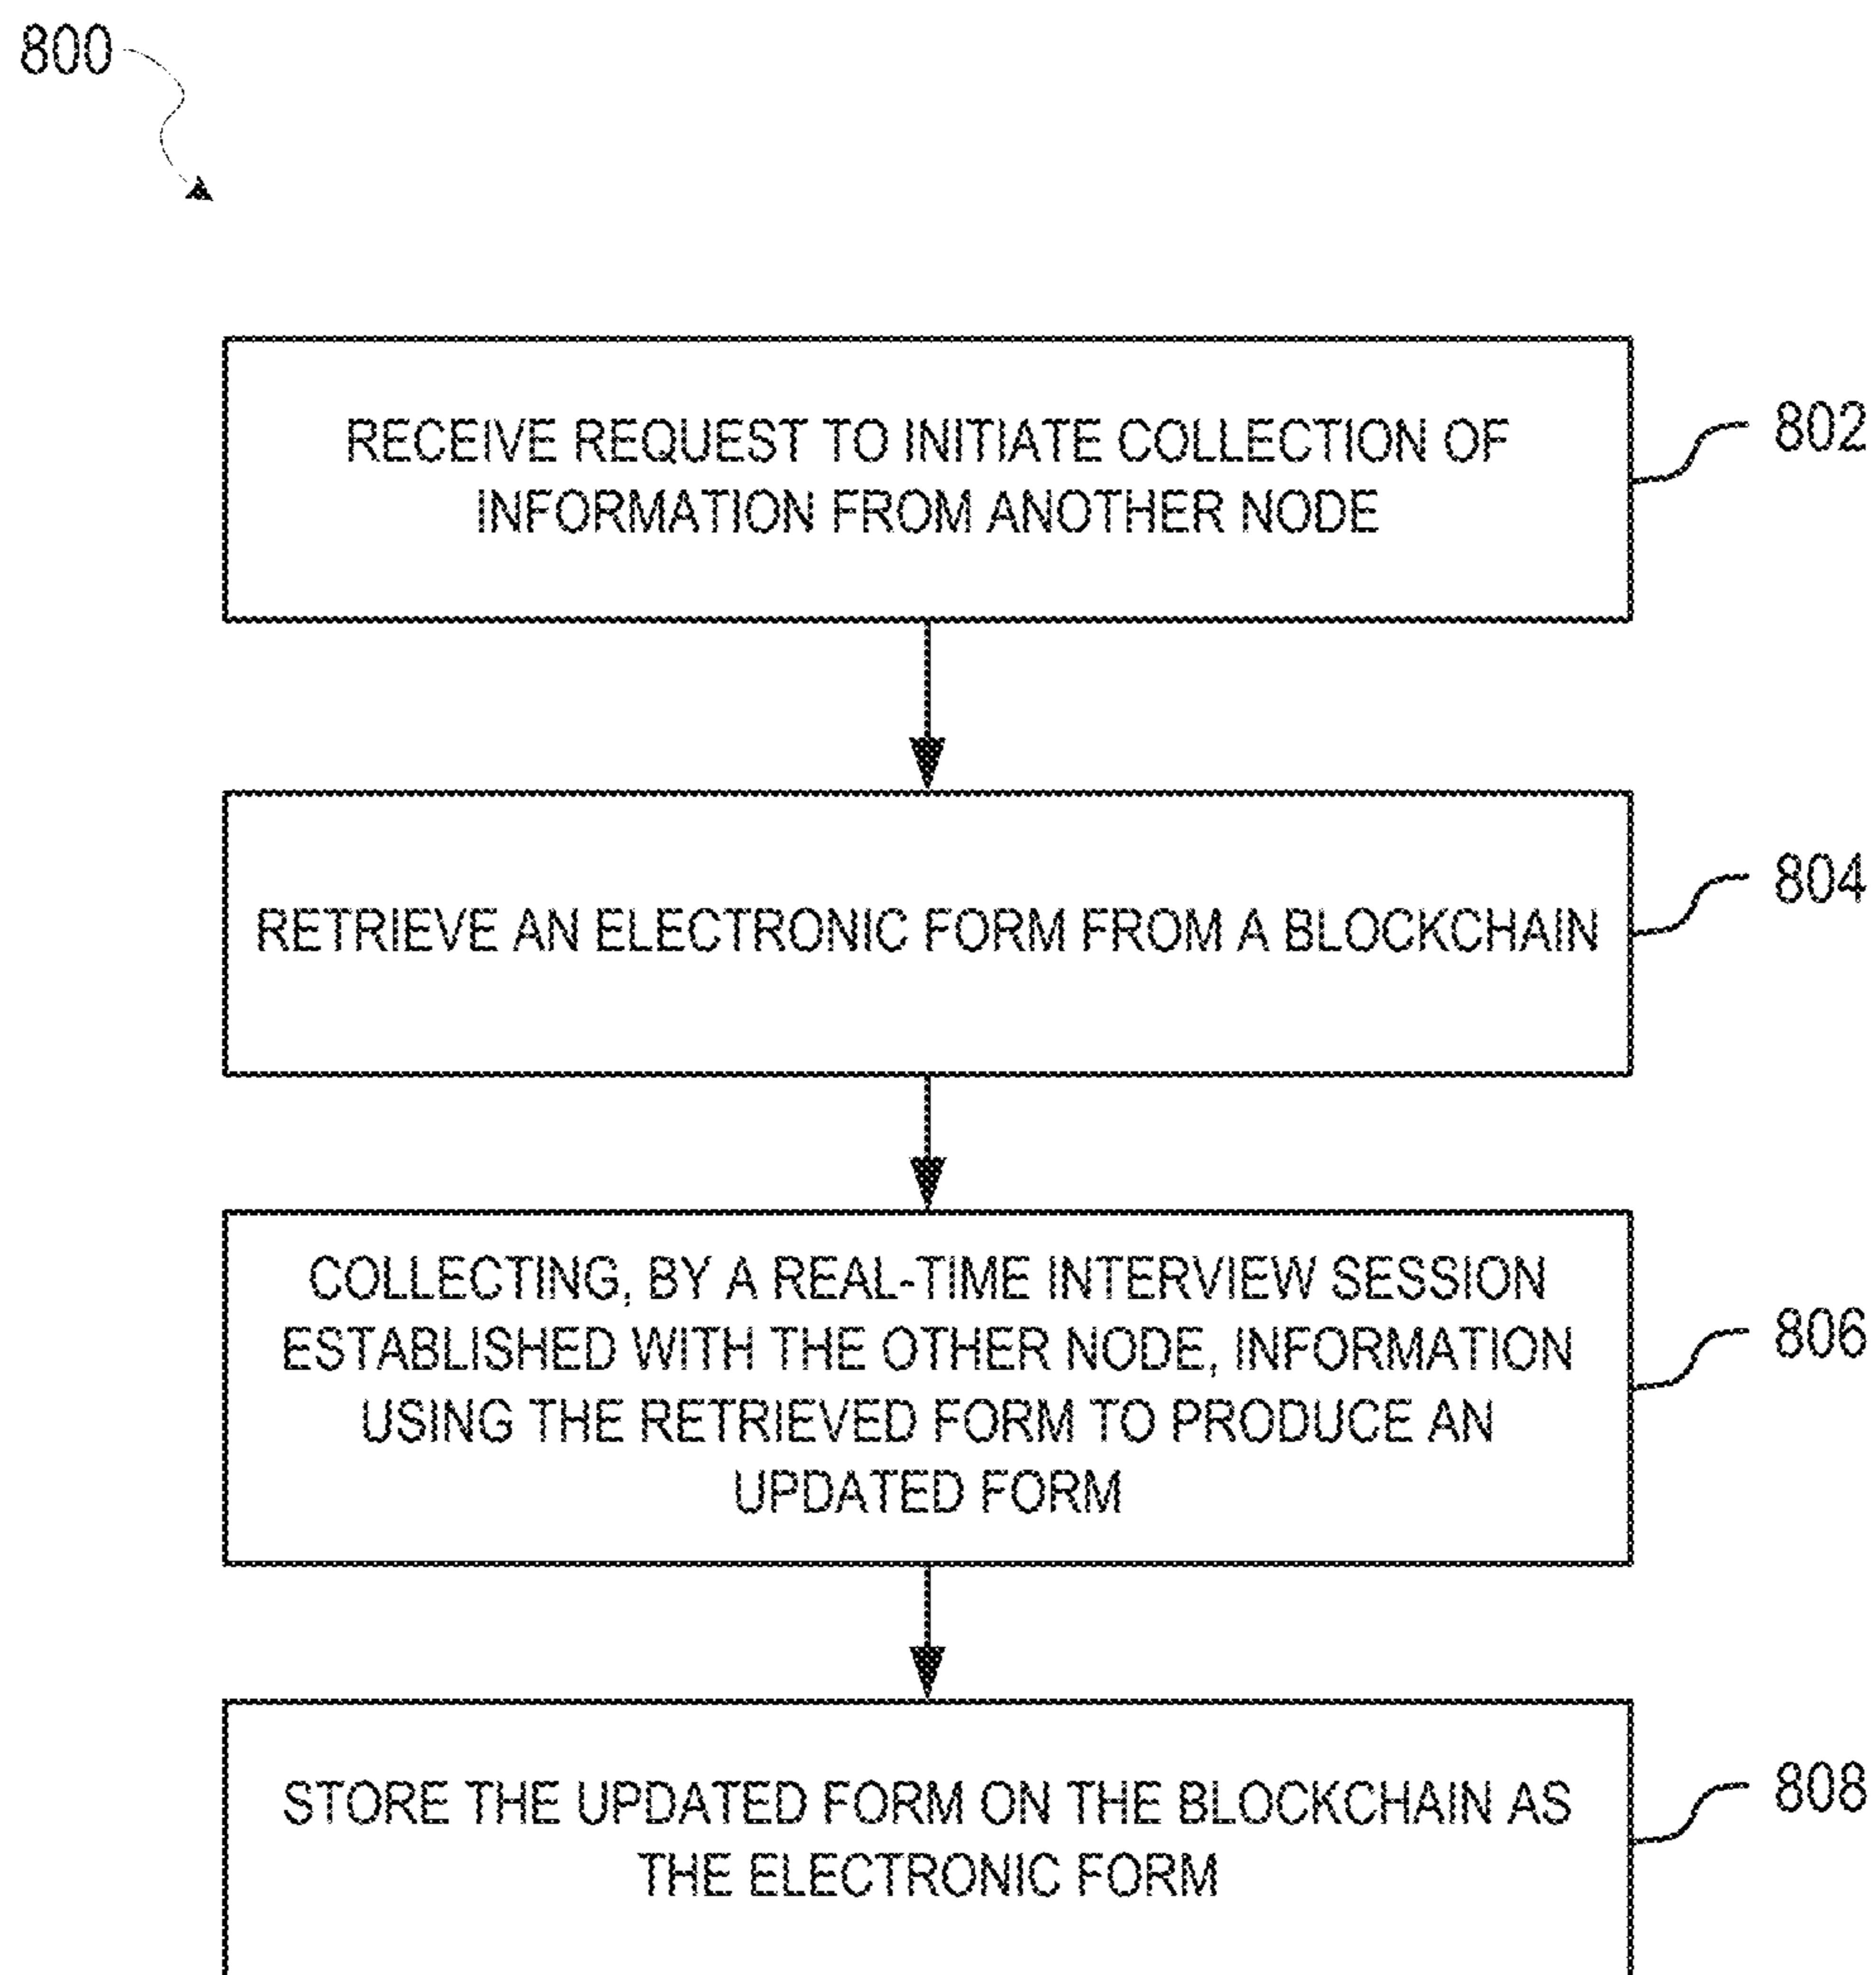 800
RECEIVE REQUEST TO INITIATE COLLECTION OF
INFORMATION FROM ANOTHER NODE
802
RETRIEVE AN ELECTRONIC FORM FROM A BLOCKCHAIN
804
COLLECTING, BY A REAL-TIME INTERVIEW SESSION
ESTABLISHED WITH THE OTHER NODE, INFORMATION
USING THE RETRIEVED FORM TO PRODUCE AN
UPDATED FORM
806
STORE THE UPDATED FORM ON THE BLOCKCHAIN AS
THE ELECTRONIC FORM
808